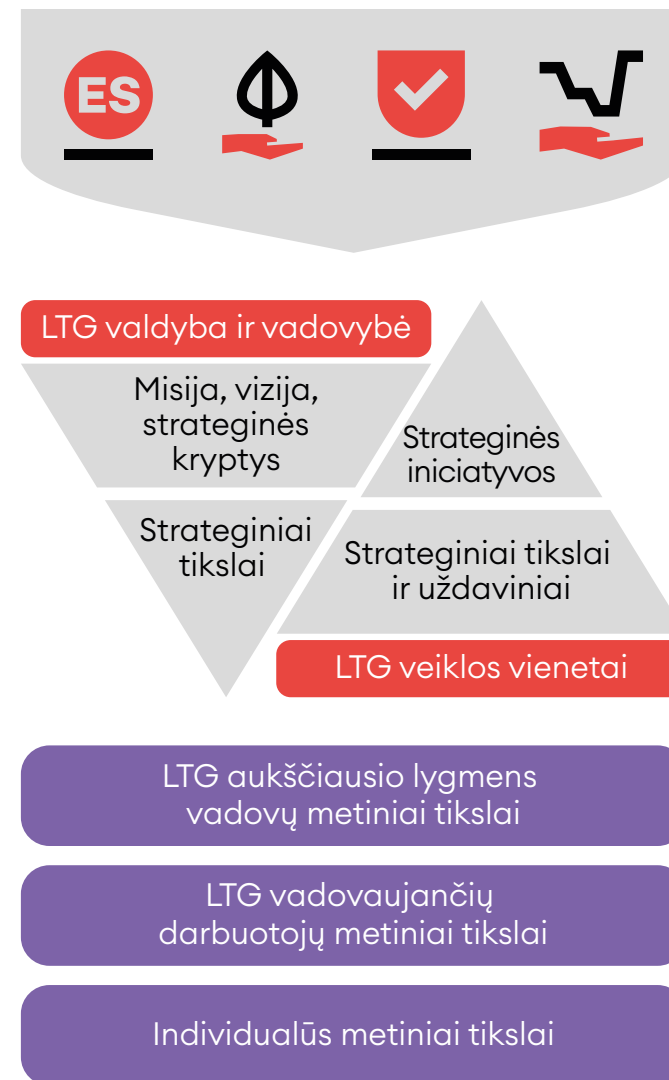 ES
LTG valdyba ir vadovybė
Misija, vizija,
strateginės
kryptys
Strateginiai
tikslai
Strateginės
iniciatyvos
Strateginiai tikslai
ir uždaviniai
LTG veiklos vienetai
LTG aukščiausio lygmens
vadovų metiniai tikslai
LTG vadovaujančių
darbuotojų metiniai tikslai
Individualūs metiniai tikslai